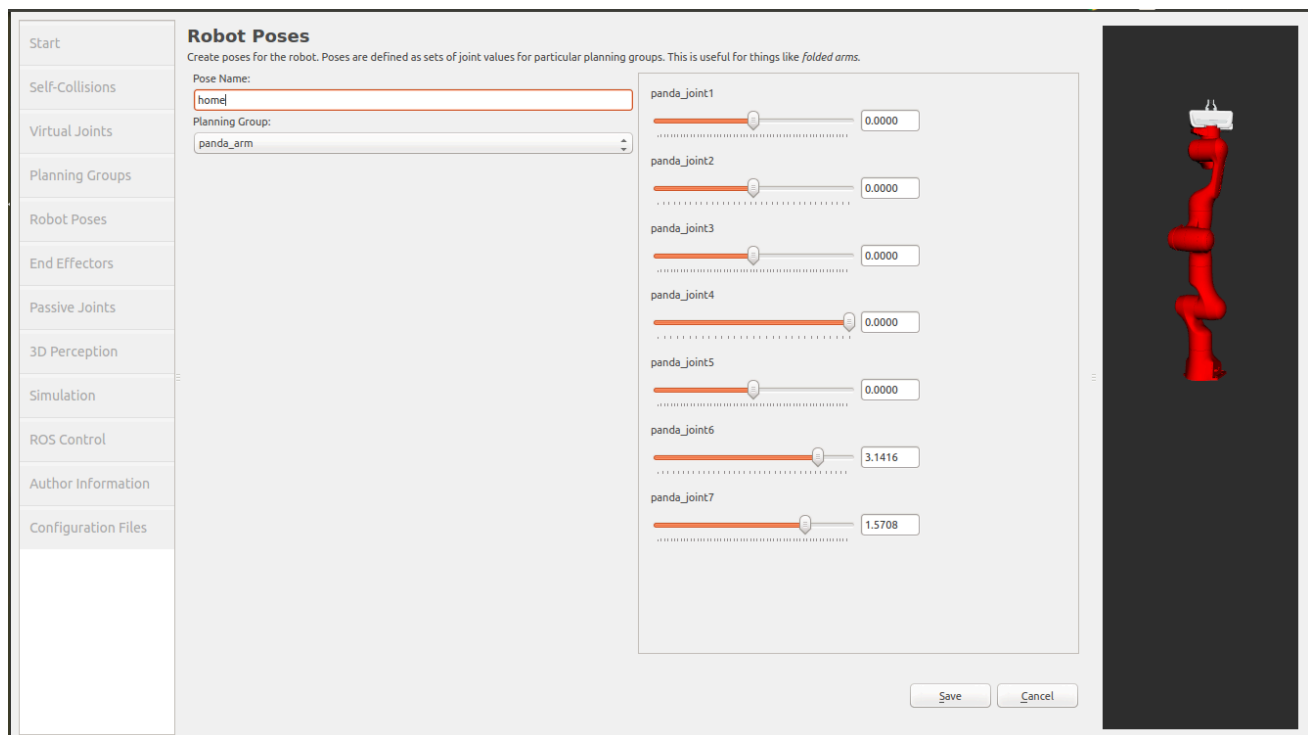 Start
Self-Collisions
Virtual Joints
Planning Groups
Robot Poses
End Effectors
Passive Joints
3D Perception
Simulation
ROS Control
Author Information
Configuration Files
Robot Poses
Create poses for the robot. Poses are defined as sets of joint values for particular planning groups. This is useful for things like folded arms.
Pose Name:
home
Planning Group:
panda_arm
panda_joint1
0.0000
panda_joint2
0.0000
panda_joint3
0.0000
panda_joint4
0.0000
panda_joint5
0.0000
panda_joint6
3.1416
panda_joint7
1.5708
Save
Cancel